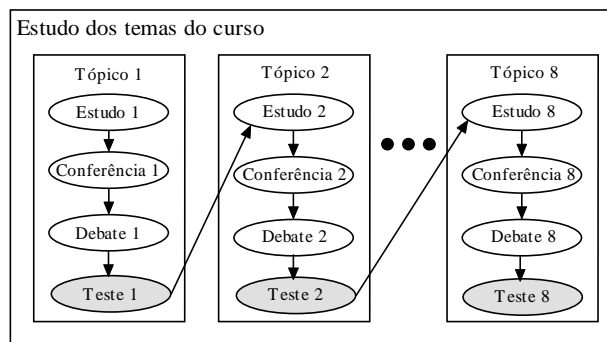 Estudo dos temas do curso
Tópico 1
Estudo 1
Conferência 1
Debate 1
Teste 1
Tópico 2
Estudo 2
Conferência 2
Debate 2
Teste 2
Tópico 8
Estudo 8
Conferência 8
Debate 8
Teste 8